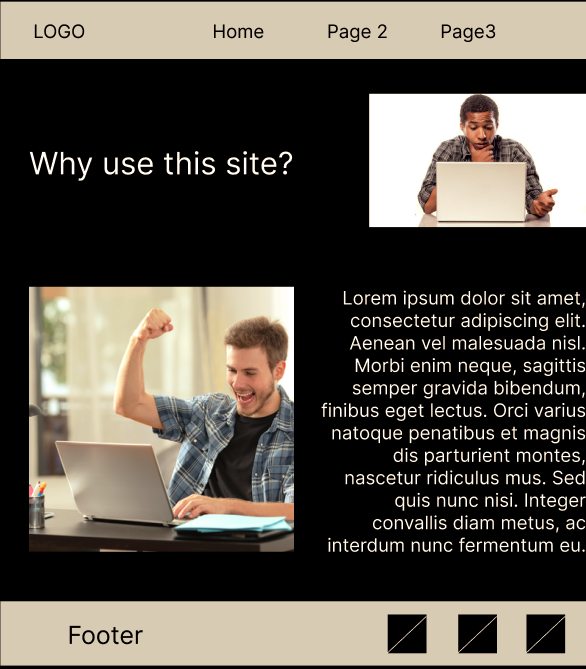 LOGO Home Page 2 Page3
Why use this site?
Lorem ipsum dolor sit amet,
consectetur adipiscing elit.
Aenean vel malesuada nisl.
Morbi enim neque, sagittis
semper gravida bibendum,
finibus eget lectus. Orci varius
natoque penatibus et magnis
dis parturient montes,
nascetur ridiculus mus. Sed
quis nunc nisi. Integer
convallis diam metus, ac
interdum nunc fermentum eu.
Footer